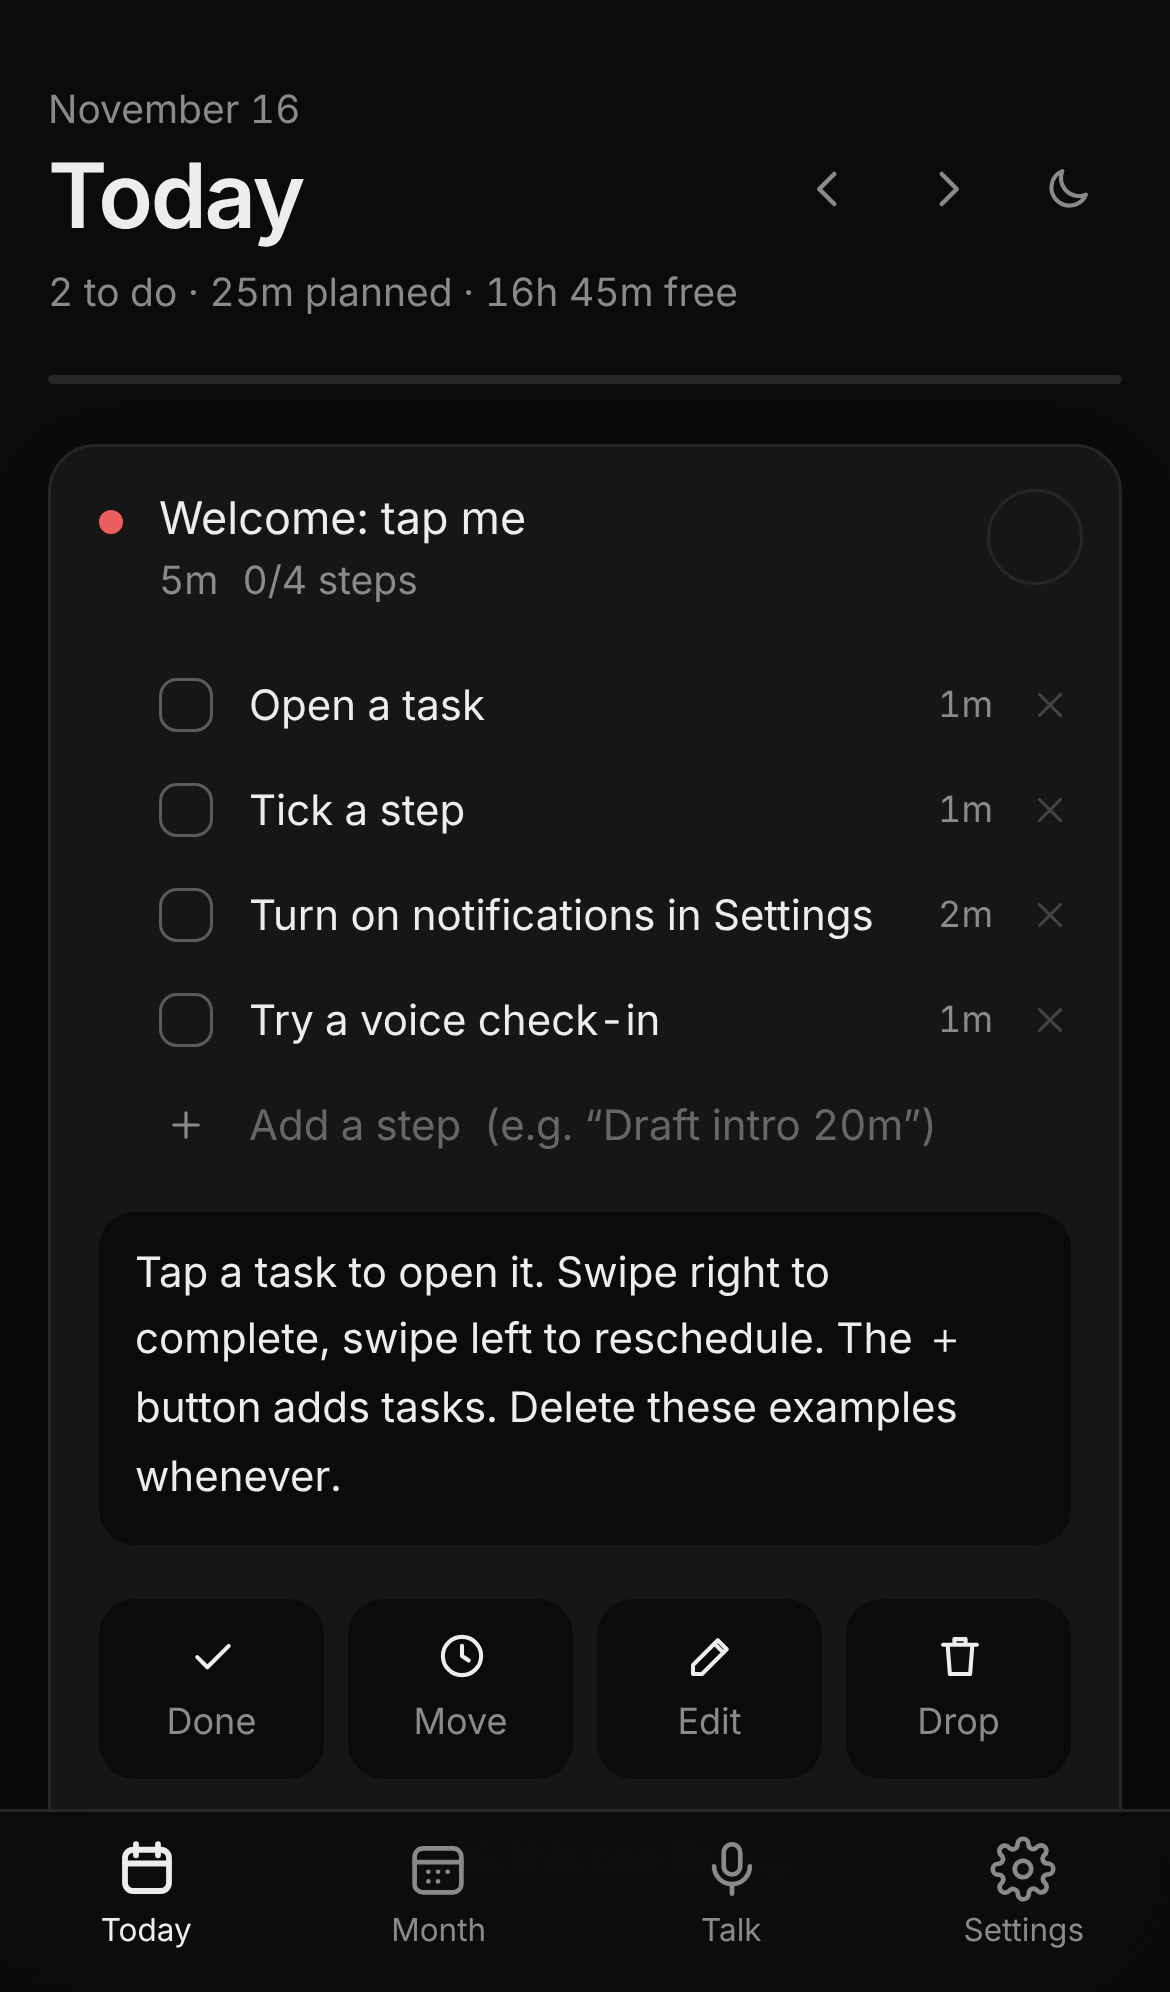 November 16
Today
2 to do · 25m planned · 16h 45m free
Welcome: tap me
5m 0/4 steps
Open a task 1m
Tick a step 1m
Turn on notifications in Settings 2m
Try a voice check-in 1m
+ Add a step (e.g. “Draft intro 20m”)
Tap a task to open it. Swipe right to
complete, swipe left to reschedule. The +
button adds tasks. Delete these examples
whenever.
Done Move Edit Drop
Today Month Talk Settings